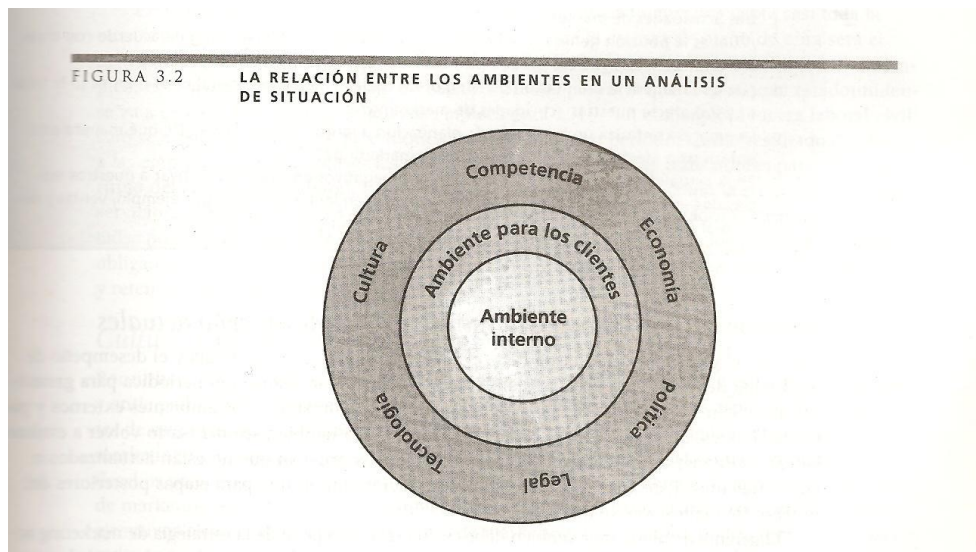 FIGURA 3.2
LA RELACIÓN ENTRE LOS AMBIENTES EN UN ANÁLISIS
DE SITUACIÓN
Competencia
Economía
Política
Legal
Tecnología
Cultura
Ambiente para los clientes
Ambiente
interno